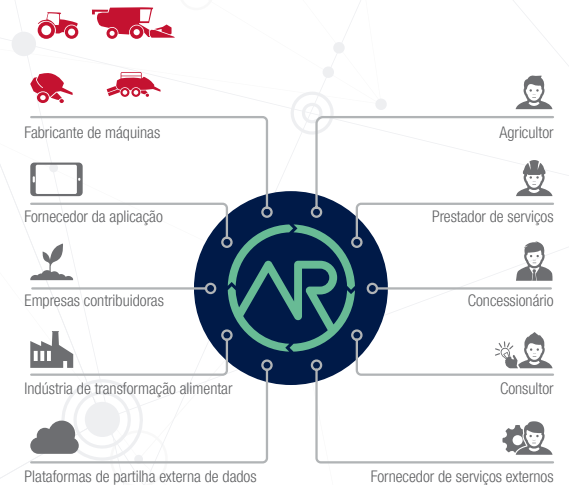 Fabricante de máquinas
Agricultor
Fornecedor da aplicação
Prestador de serviços
Empresas contribuidoras
Concessionário
AR
Indústria de transformação alimentar
Consultor
Plataformas de partilha externa de dados
Fornecedor de serviços externos